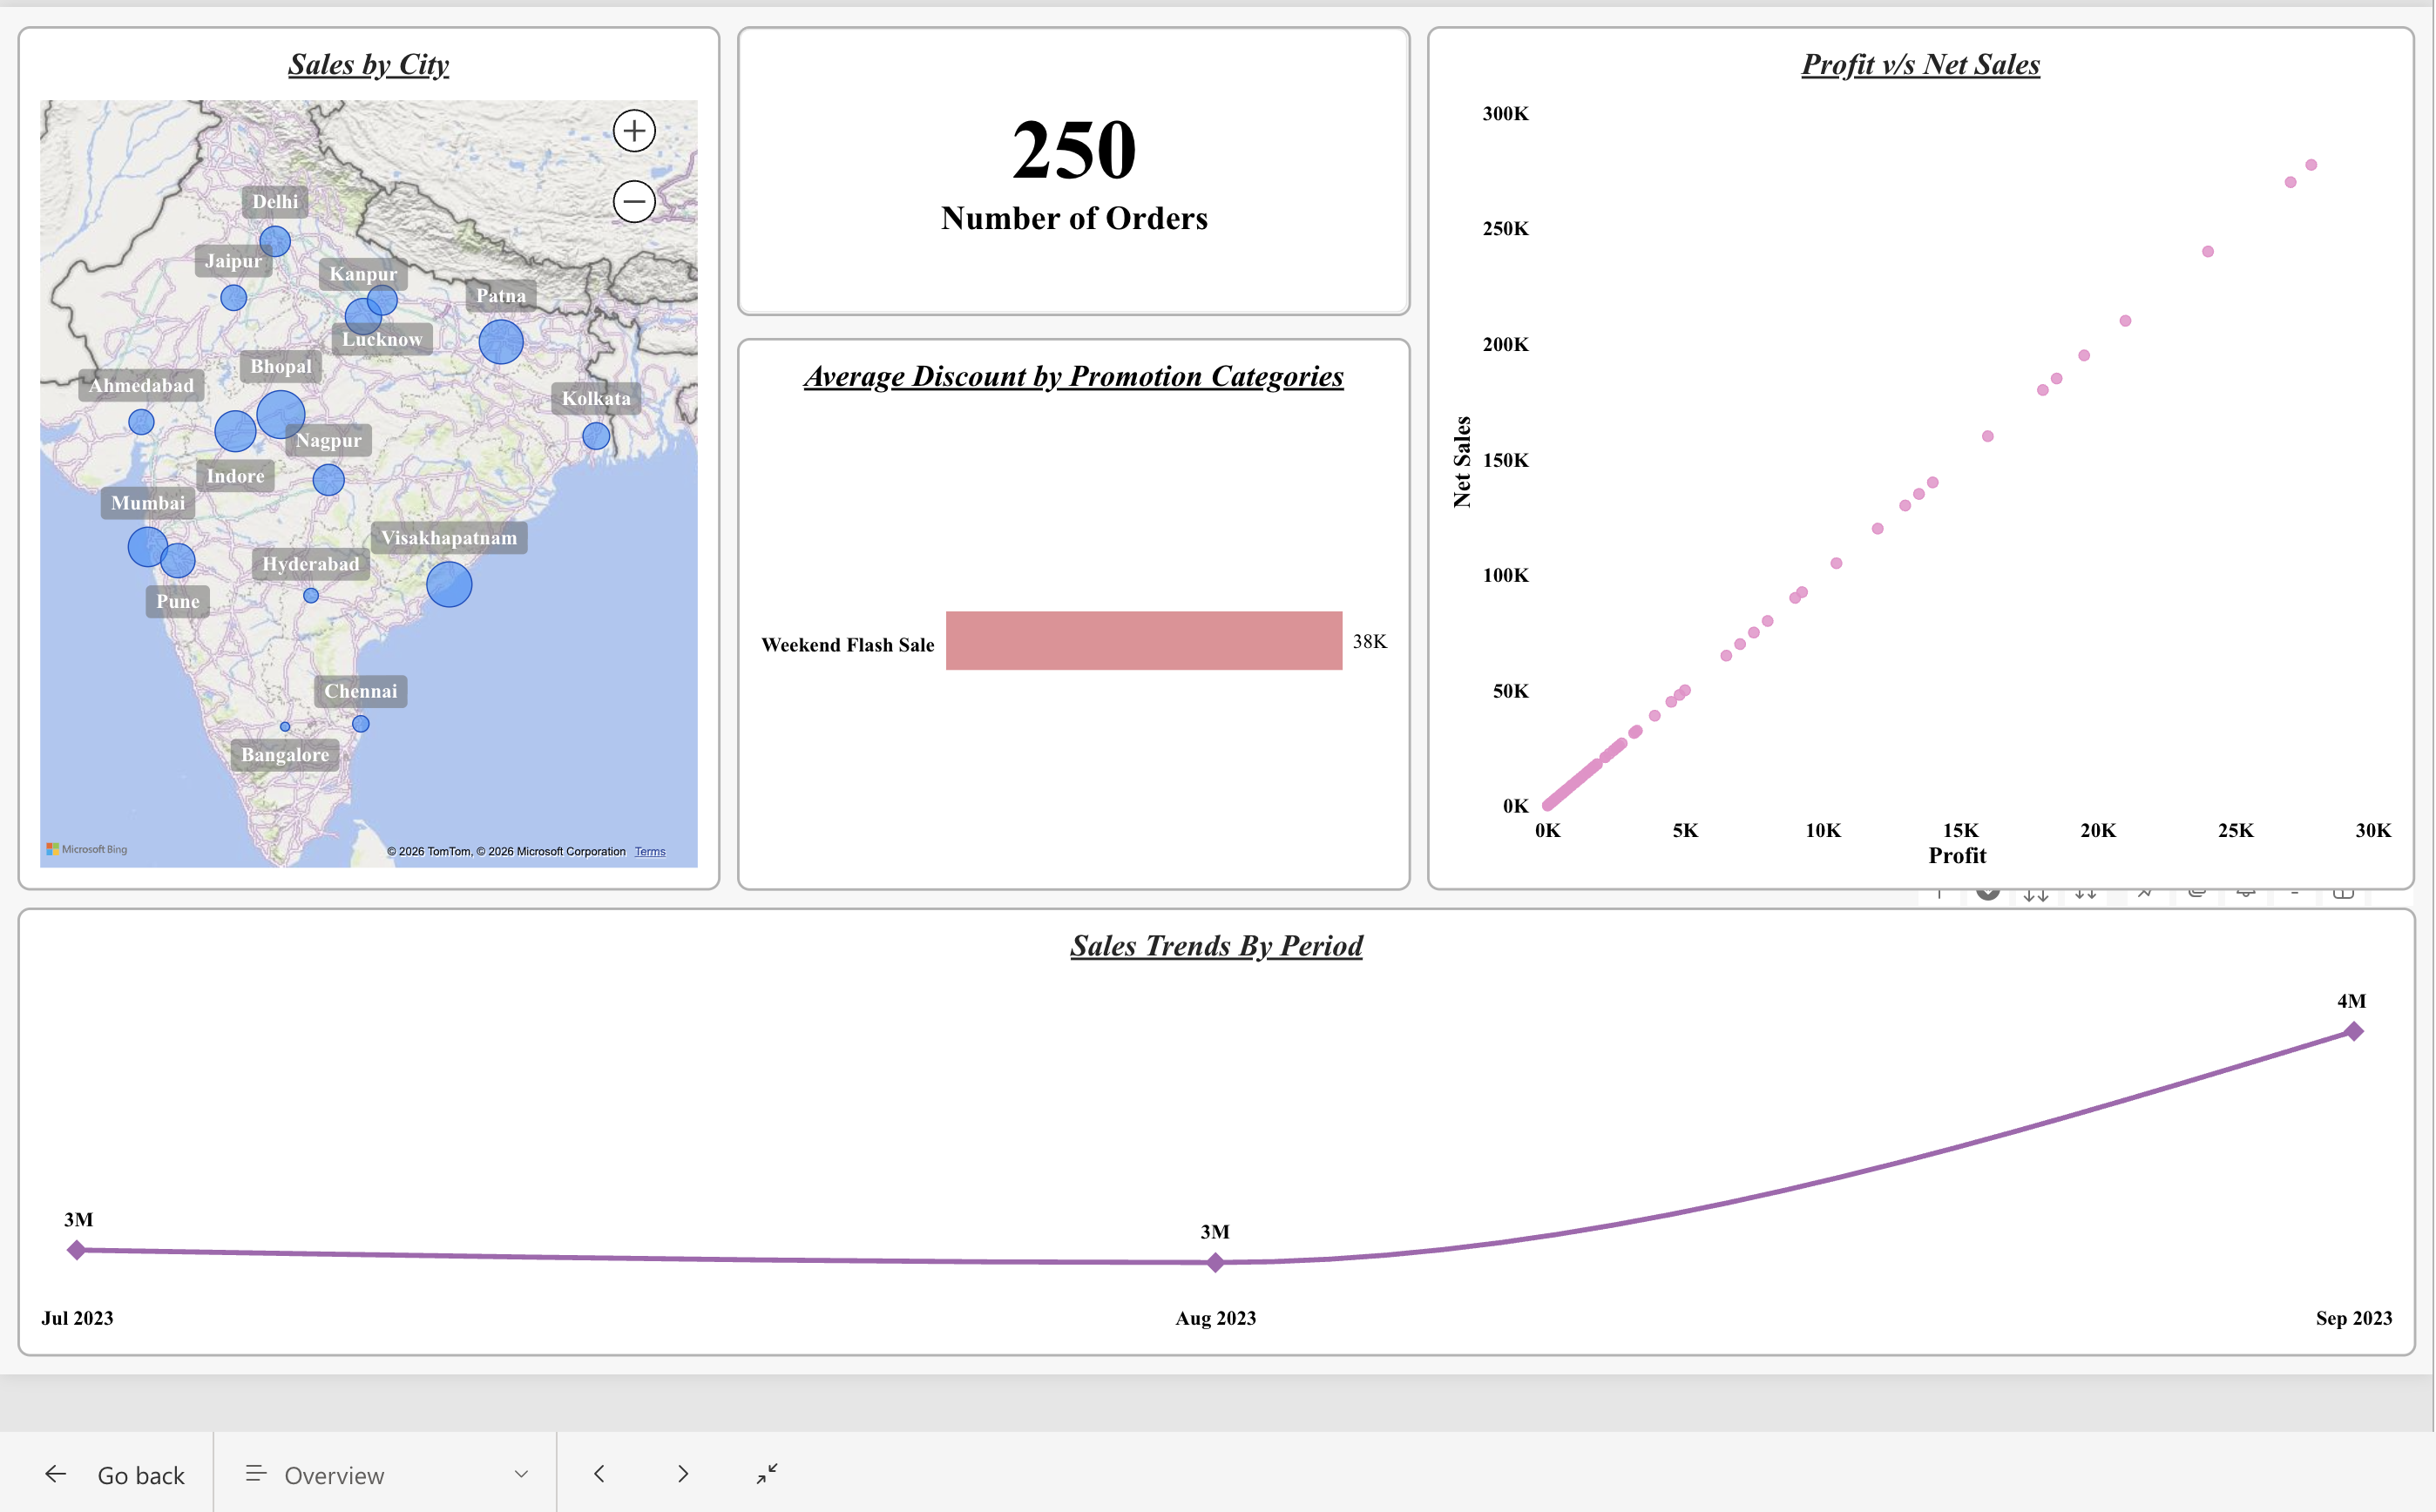 Sales by City
Delhi
Jaipur
Kanpur
Patna
Lucknow
Bhopal
Ahmedabad
Kolkata
Nagpur
Indore
Mumbai
Visakhapatnam
Hyderabad
Pune
Chennai
Bangalore
Microsoft Bing
© 2026 TomTom, © 2026 Microsoft Corporation Terms
250
Number of Orders
Average Discount by Promotion Categories
Weekend Flash Sale 38K
Profit v/s Net Sales
300K
250K
200K
150K
100K
50K
0K
Net Sales
0K 5K 10K 15K 20K 25K 30K
Profit
Sales Trends By Period
4M
3M
3M
Jul 2023 Aug 2023 Sep 2023
Go back Overview